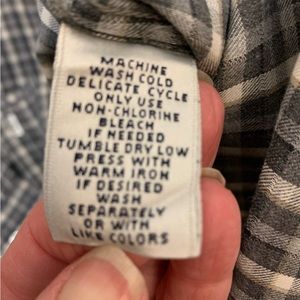 MACHINE
WASH COLD
DELICATE CYCLE
ONLY USE
NON-CHLORINE
BLEACH
IF NEEDED
TUMBLE DRY LOW
PRESS WITH
WARM IRON
IF DESIRED
WASH
SEPARATELY
OR WITH
LIKE COLORS